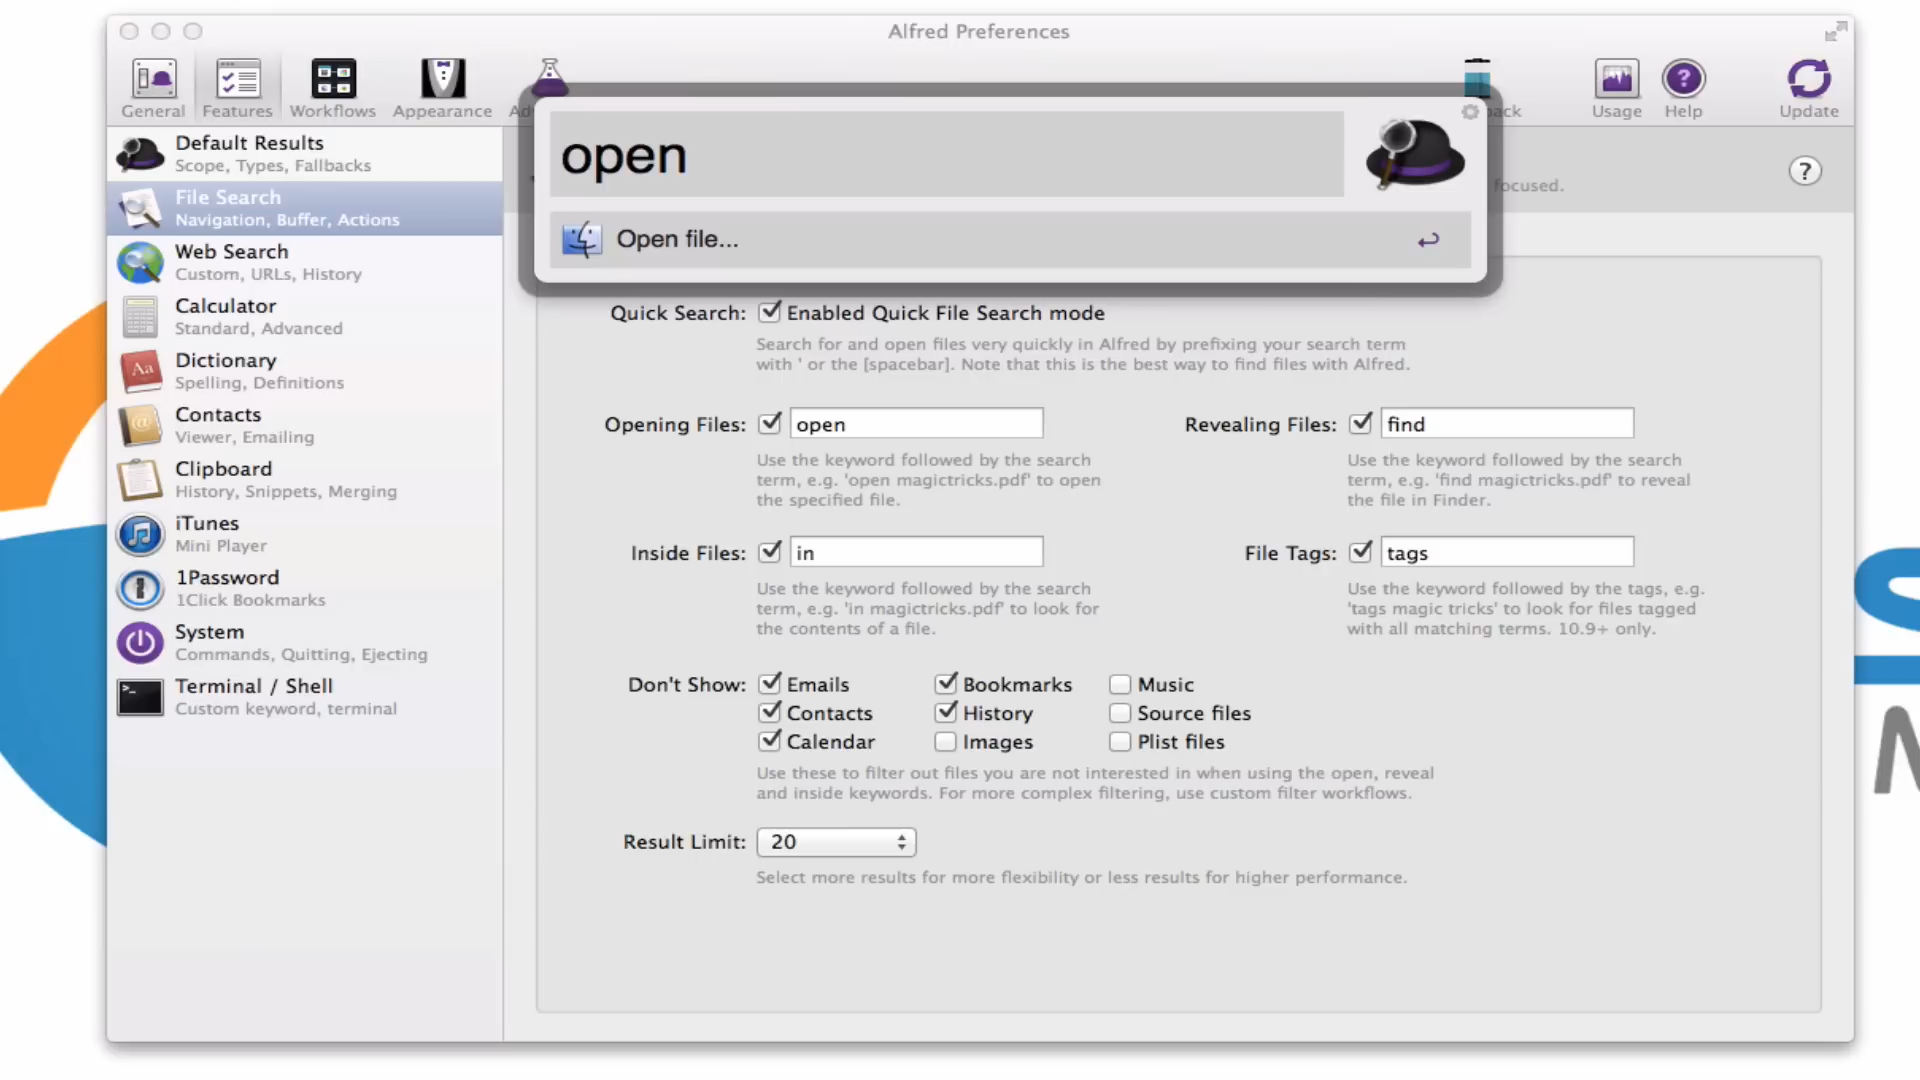 Alfred Preferences
General
Features
Workflows
Appearance
Usage
Help
Update
open
Open file...
focused.
?
Default Results
Scope, Types, Fallbacks
File Search
Navigation, Buffer, Actions
Web Search
Custom, URLs, History
Calculator
Standard, Advanced
Dictionary
Spelling, Definitions
Contacts
Viewer, Emailing
Clipboard
History, Snippets, Merging
iTunes
Mini Player
1Password
1Click Bookmarks
System
Commands, Quitting, Ejecting
Terminal / Shell
Custom keyword, terminal
Quick Search: Enabled Quick File Search mode
Search for and open files very quickly in Alfred by prefixing your search term
with ' or the [spacebar]. Note that this is the best way to find files with Alfred.
Opening Files: open
Use the keyword followed by the search
term, e.g. 'open magictricks.pdf' to open
the specified file.
Revealing Files: find
Use the keyword followed by the search
term, e.g. 'find magictricks.pdf' to reveal
the file in Finder.
Inside Files: in
Use the keyword followed by the search
term, e.g. 'in magictricks.pdf' to look for
the contents of a file.
File Tags: tags
Use the keyword followed by the tags, e.g.
'tags magic tricks' to look for files tagged
with all matching terms. 10.9+ only.
Don't Show: Emails Bookmarks Music
Contacts History Source files
Calendar Images Plist files
Use these to filter out files you are not interested in when using the open, reveal
and inside keywords. For more complex filtering, use custom filter workflows.
Result Limit: 20
Select more results for more flexibility or less results for higher performance.